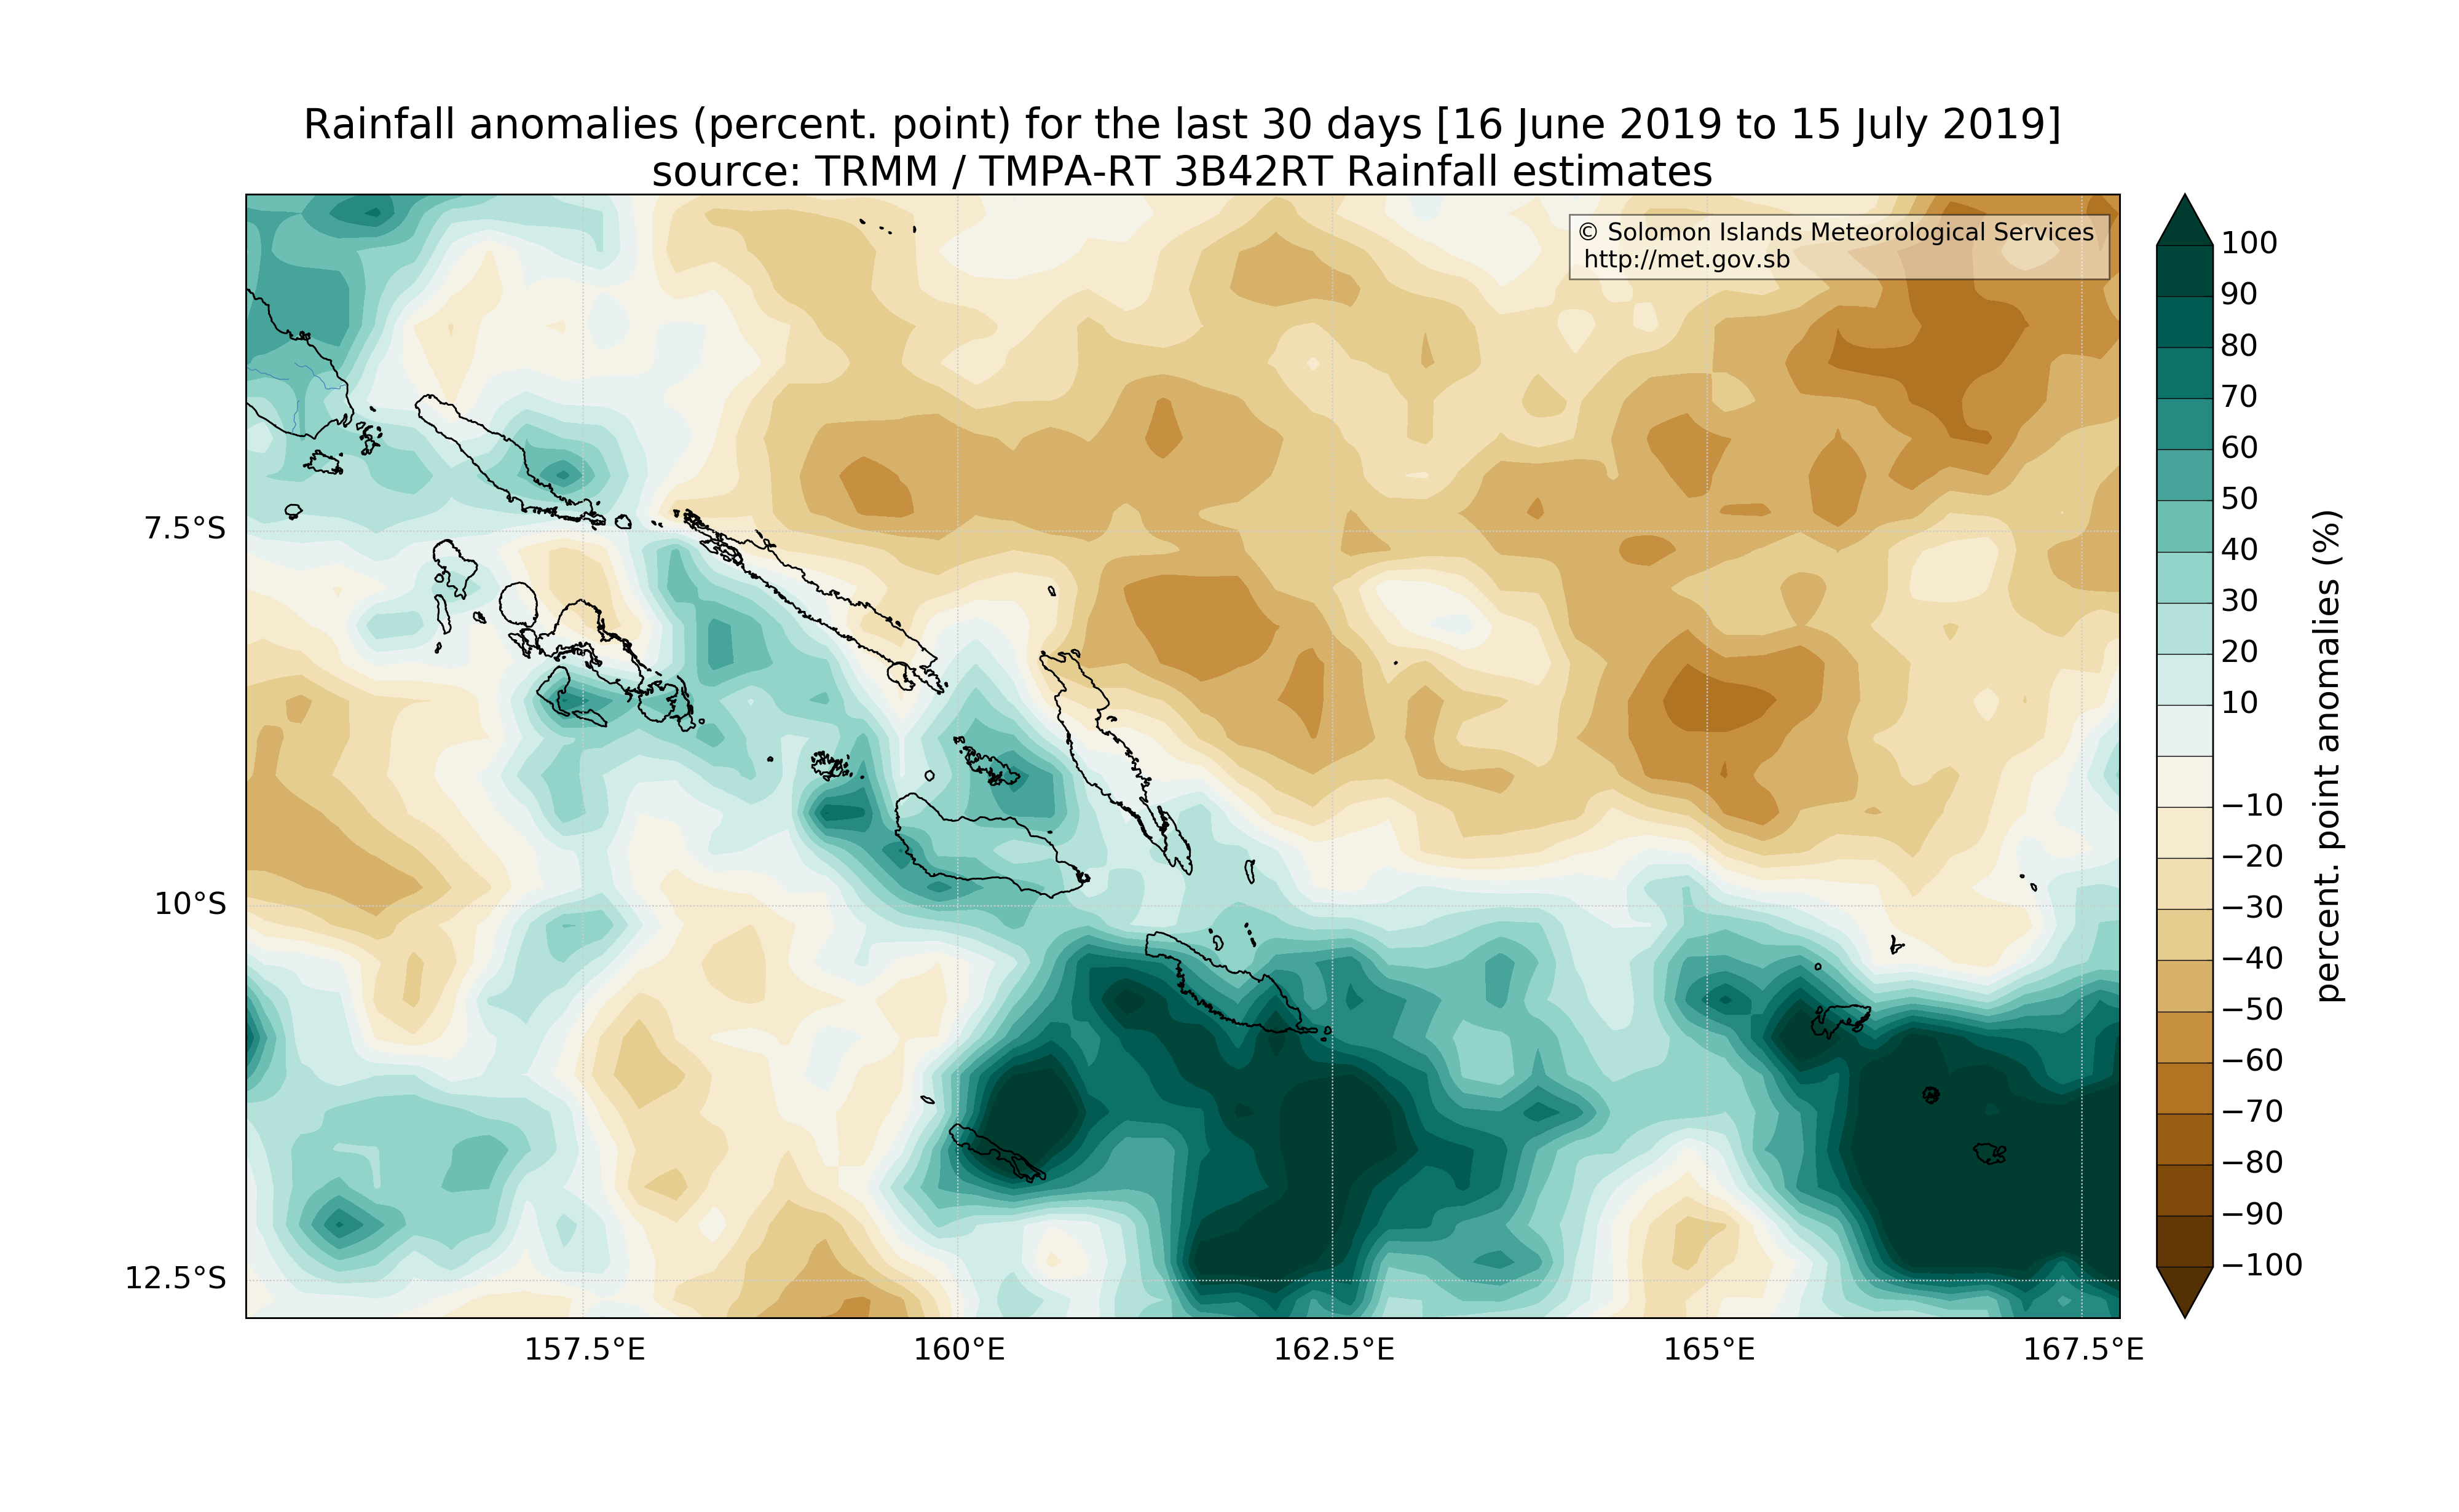 Rainfall anomalies (percent. point) for the last 30 days [16 June 2019 to 15 July 2019]
source: TRMM / TMPA-RT 3B42RT Rainfall estimates
© Solomon Islands Meteorological Services
http://met.gov.sb
7.5°S
10°S
12.5°S
157.5°E
160°E
162.5°E
165°E
167.5°E
100
90
80
70
60
50
40
30
20
10
−10
−20
−30
−40
−50
−60
−70
−80
−90
−100
percent. point anomalies (%)